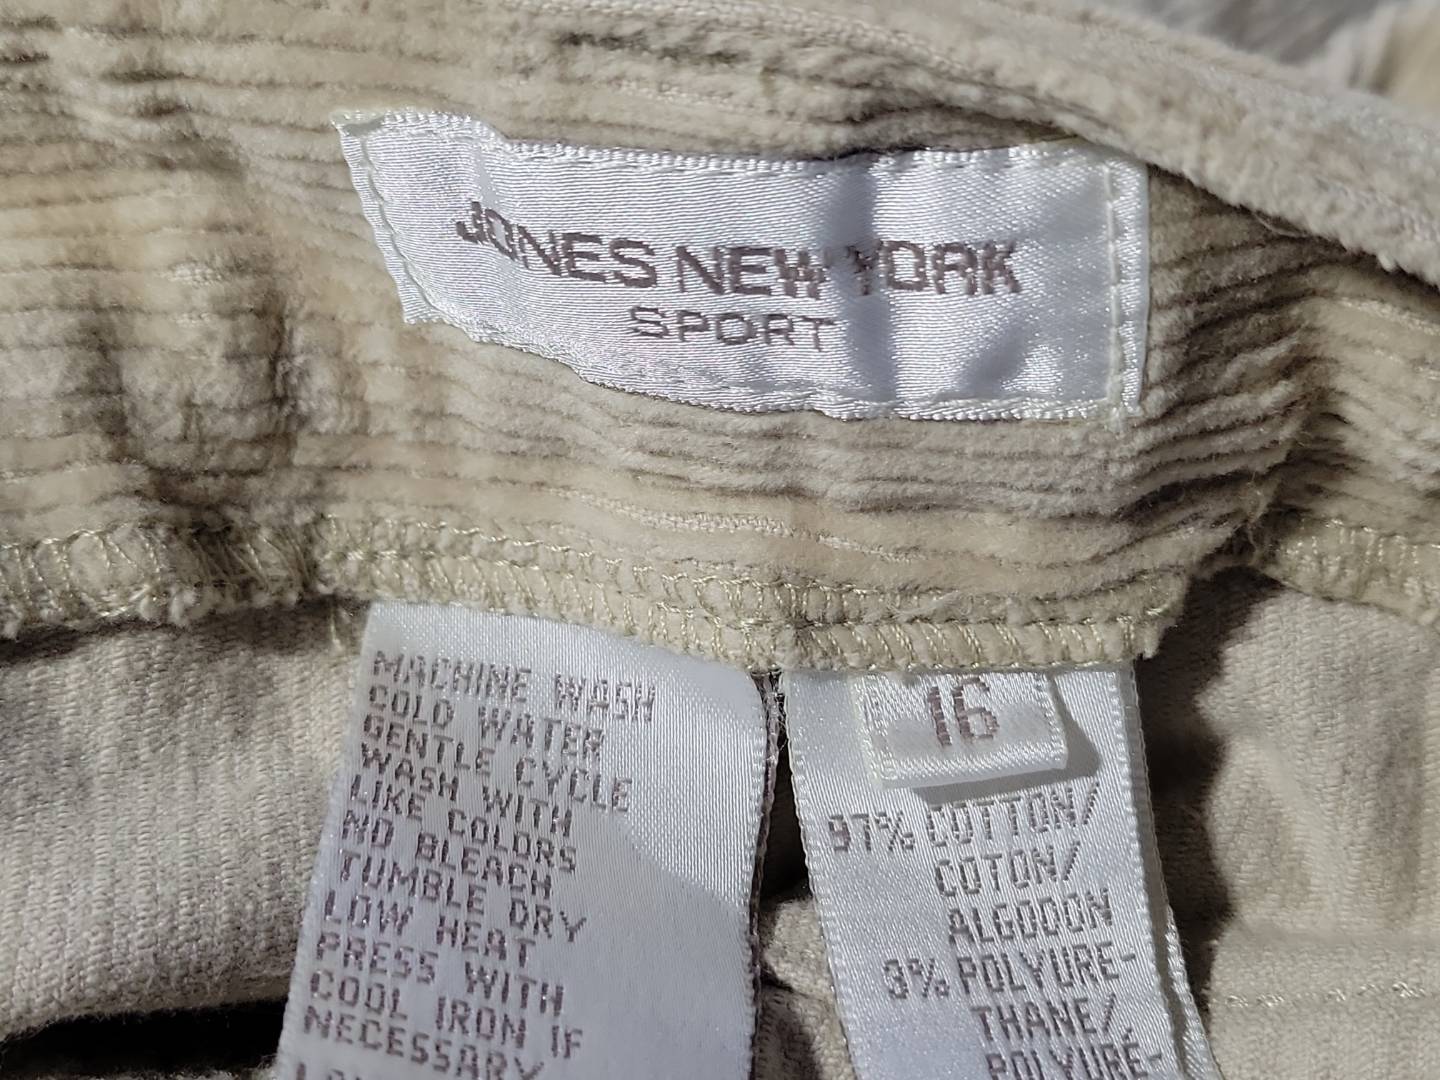 JONES NEW YORK
SPORT
MACHINE WASH
COLD WATER
GENTLE CYCLE
WASH WITH
LIKE COLORS
NO BLEACH
TUMBLE DRY
LOW HEAT
PRESS WITH
COOL IRON IF
NECESSARY
16
97% COTTON/
COTON/
ALGODON
3% POLYURE-
THANE/
POLYURÉ-